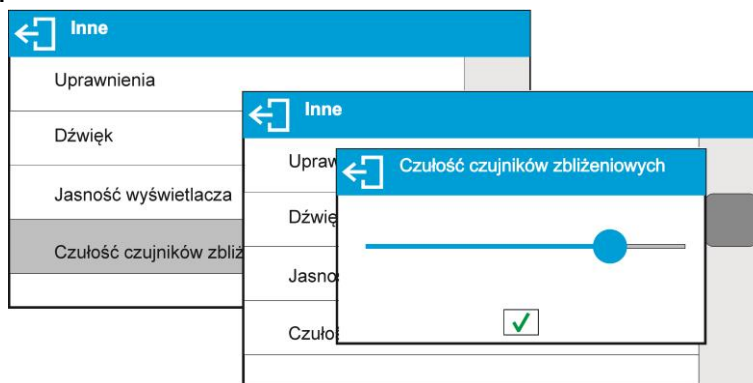 Inne
Uprawnienia
Dźwięk
Jasność wyświetlacza
Czułość czujników zbliż
Inne
Upraw
Dźwię
Jasno
Czuło
Czułość czujników zbliżeniowych